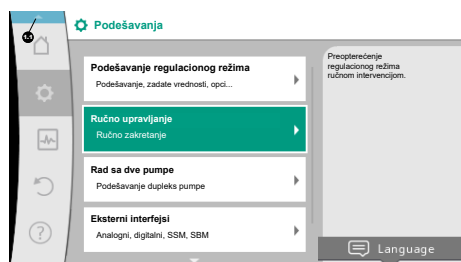 1.1
Podešavanja
Podešavanje regulacionog režima
Podešavanje, zadate vrednosti, opci...
Ručno upravljanje
Ručno zakretanje
Rad sa dve pumpe
Podešavanje dupleks pumpe
Eksterni interfejsi
Analogni, digitalni, SSM, SBM
Preopterećenje
regulacionog režima
ručnom intervencijom.
Language